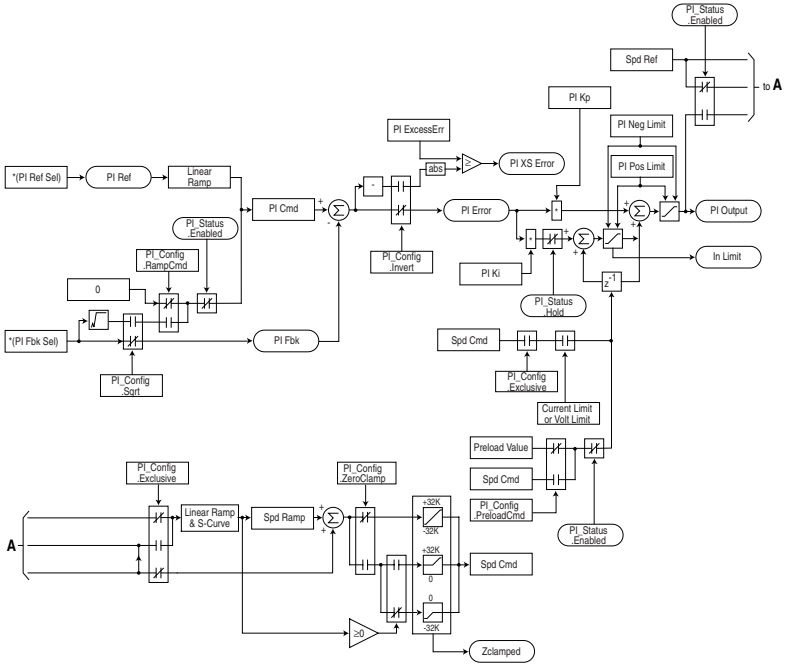 PI_Status
.Enabled
Spd Ref
to A
PI Kp
PI Neg Limit
PI ExcessErr
≥
PI XS Error
abs
PI Pos Limit
*(PI Ref Sel)
PI Ref
Linear
Ramp
-
PI Cmd
+
-
Σ
PI Error
*
+
+
Σ
PI Output
PI_Status
.Enabled
*
+
+
Σ
PI_Config
.RampCmd
PI_Config
.Invert
PI Ki
In Limit
0
z-1
PI_Status
.Hold
√
*(PI Fbk Sel)
PI Fbk
Spd Cmd
PI_Config
.Sqrt
PI_Config
.Exclusive
Current Limit
or Volt Limit
Preload Value
PI_Config
.Exclusive
PI_Config
.ZeroClamp
Spd Cmd
PI_Config
.PreloadCmd
PI_Status
.Enabled
A
Linear Ramp
& S-Curve
Spd Ramp
+
+
Σ
+32K
-32K
+32K
0
Spd Cmd
0
-32K
≥0
Zclamped